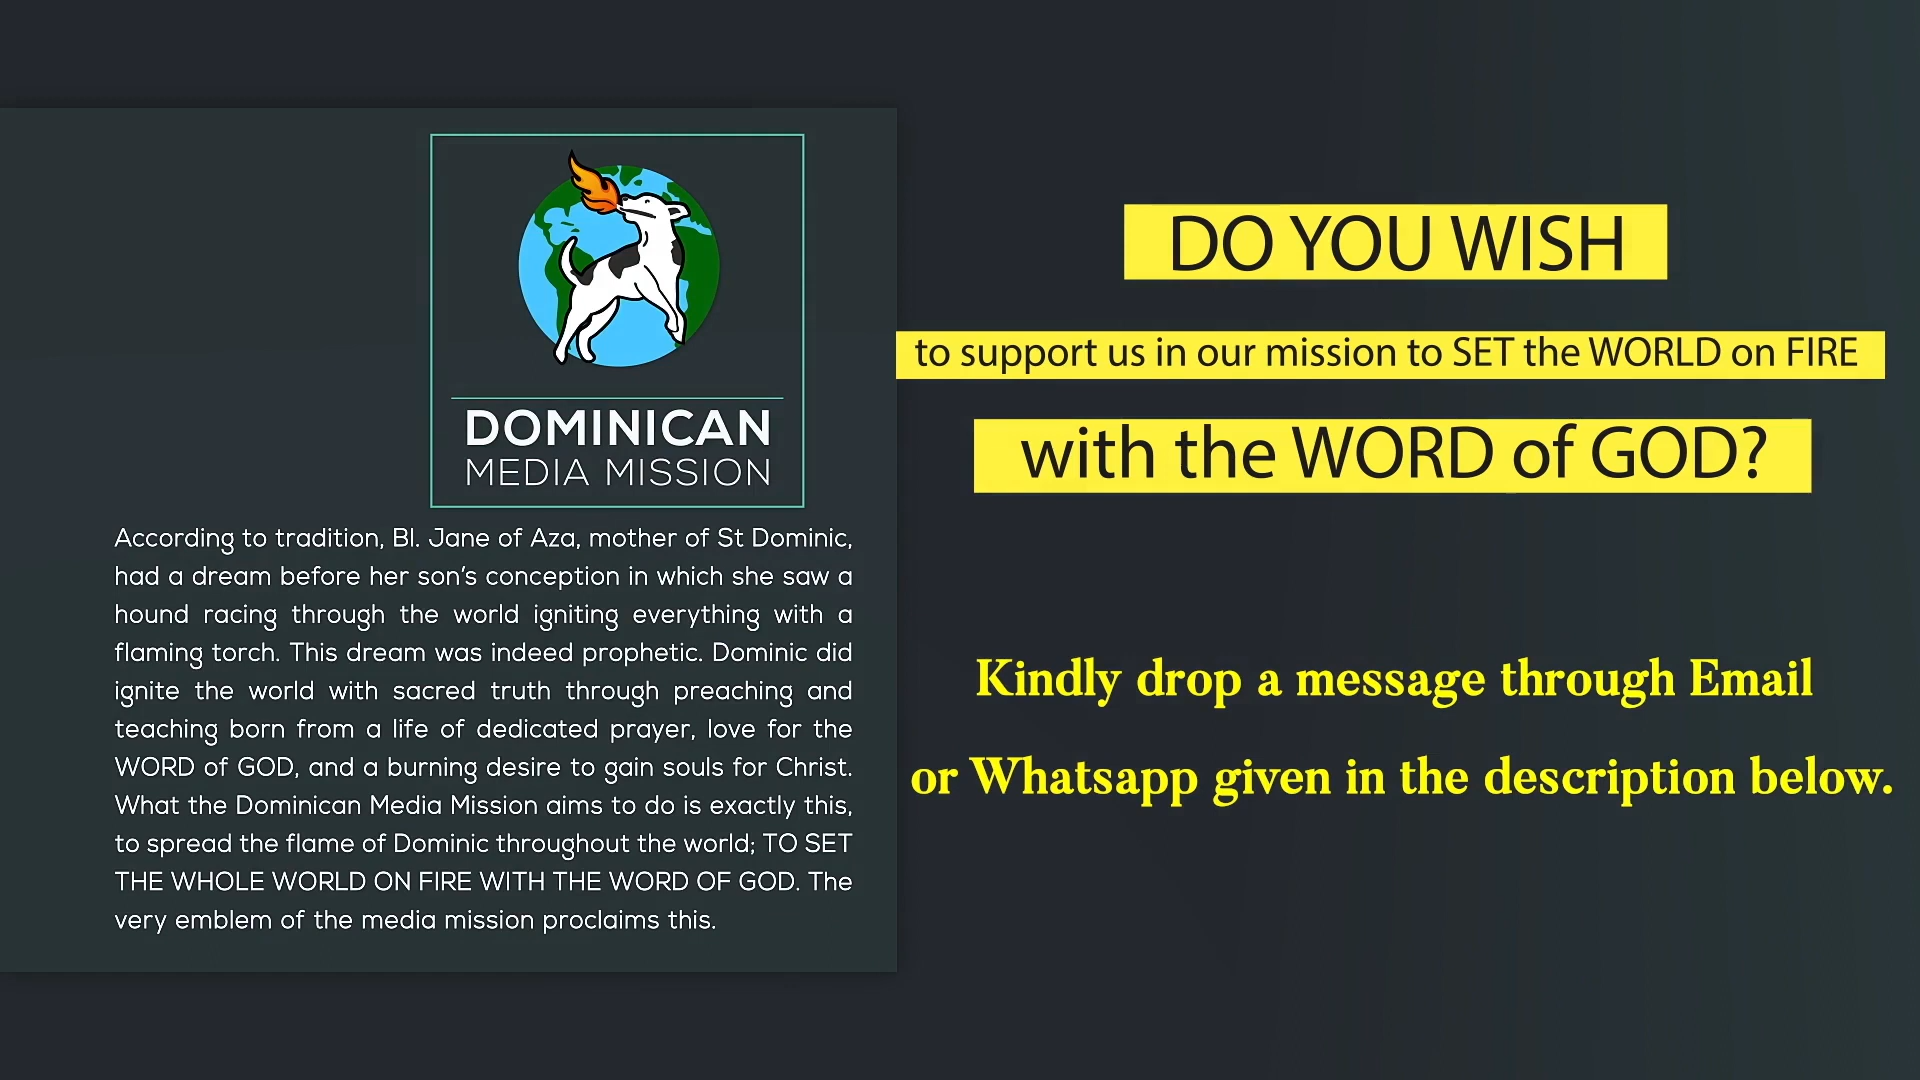 DOMINICAN
MEDIA MISSION
According to tradition, Bl. Jane of Aza, mother of St Dominic,
had a dream before her son's conception in which she saw a
hound racing through the world igniting everything with a
flaming torch. This dream was indeed prophetic. Dominic did
ignite the world with sacred truth through preaching and
teaching born from a life of dedicated prayer, love for the
WORD of GOD, and a burning desire to gain souls for Christ.
What the Dominican Media Mission aims to do is exactly this,
to spread the flame of Dominic throughout the world; TO SET
THE WHOLE WORLD ON FIRE WITH THE WORD OF GOD. The
very emblem of the media mission proclaims this.
DO YOU WISH
to support us in our mission to SET the WORLD on FIRE
with the WORD of GOD?
Kindly drop a message through Email
or Whatsapp given in the description below.